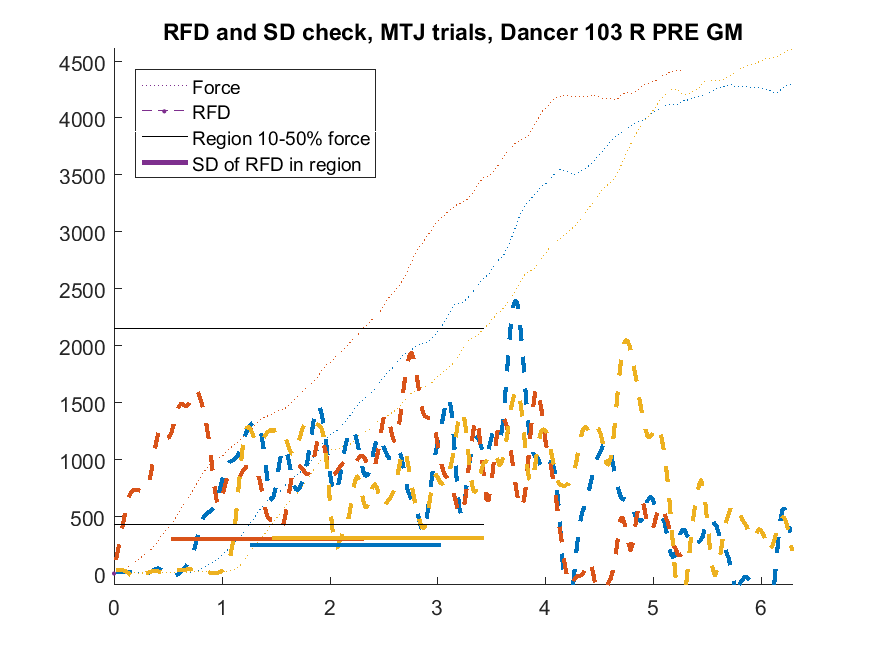 RFD and SD check, MTJ trials, Dancer 103 R PRE GM
4500
4000
3500
3000
2500
2000
1500
1000
500
0
Force
RFD
Region 10-50% force
SD of RFD in region
0 1 2 3 4 5 6